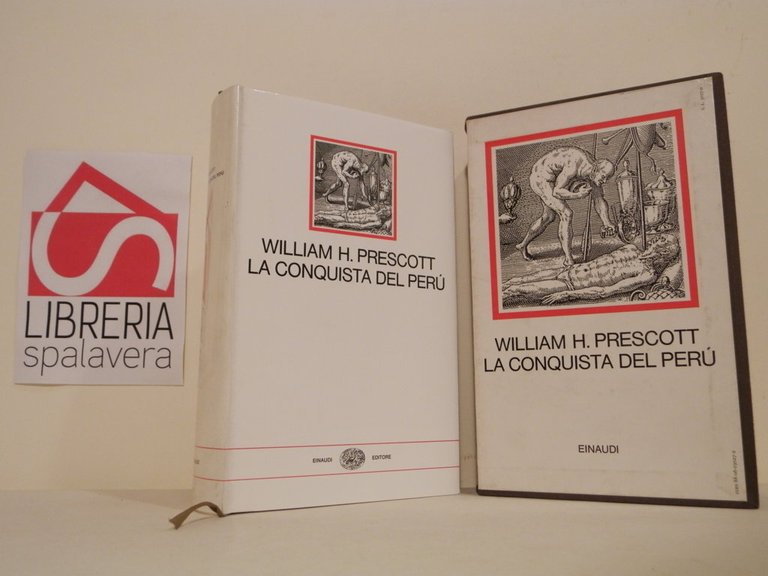 LIBRERIA
spalavera
WILLIAM H. PRESCOTT
LA CONQUISTA DEL PERÚ
EINAUDI EDITORE
WILLIAM H. PRESCOTT
LA CONQUISTA DEL PERÚ
EINAUDI